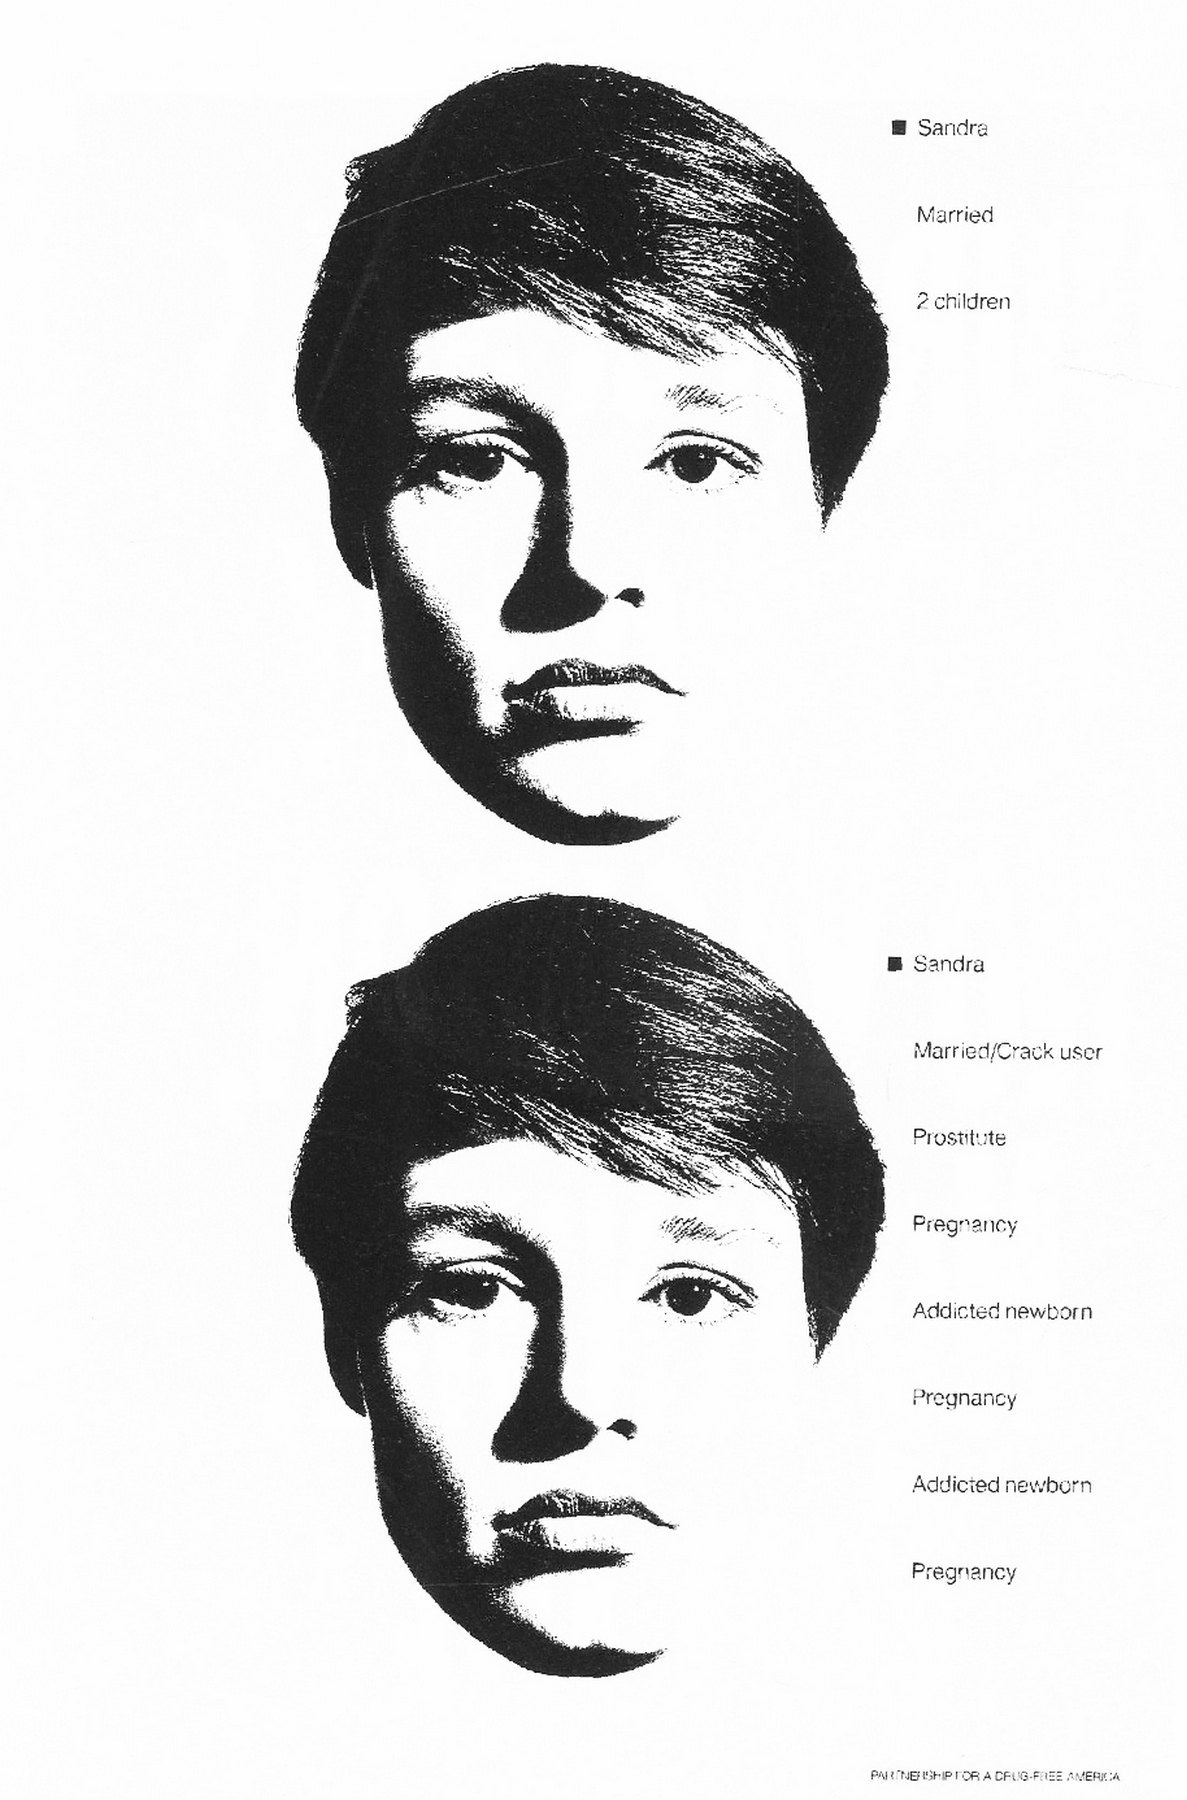 Sandra
Married
2 children
Sandra
Married/Crack user
Prostitute
Pregnancy
Addicted newborn
Pregnancy
Addicted newborn
Pregnancy
PARTNERSHIP FOR A DRUG-FREE AMERICA